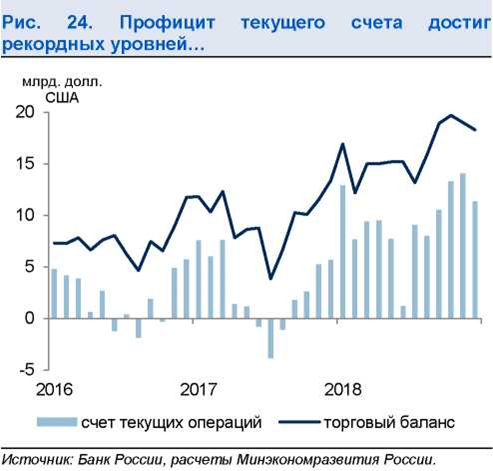 Рис. 24. Профицит текущего счета достиг
рекордных уровней…
млрд. долл.
США
20
15
10
5
0
-5
2016 2017 2018
счет текущих операций торговый баланс
Источник: Банк России, расчеты Минэкономразвития России.